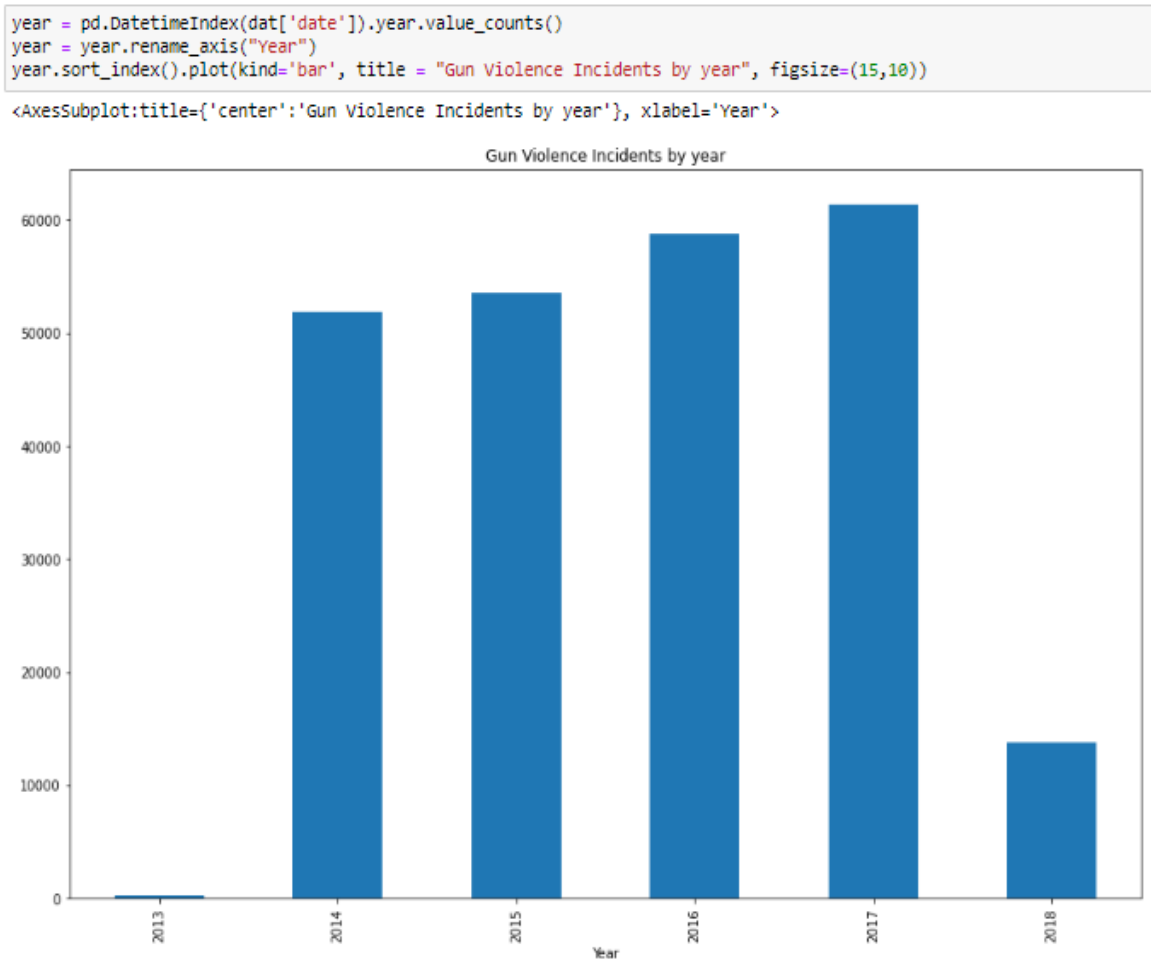 year = pd.DatetimeIndex(dat['date']).year.value_counts()
year = year.rename_axis("Year")
year.sort_index().plot(kind='bar', title = "Gun Violence Incidents by year", figsize=(15,10))
<AxesSubplot:title={'center':'Gun Violence Incidents by year'}, xlabel='Year'>
Gun Violence Incidents by year
60000
50000
40000
30000
20000
10000
0
2013
2014
2015
2016
2017
2018
Year